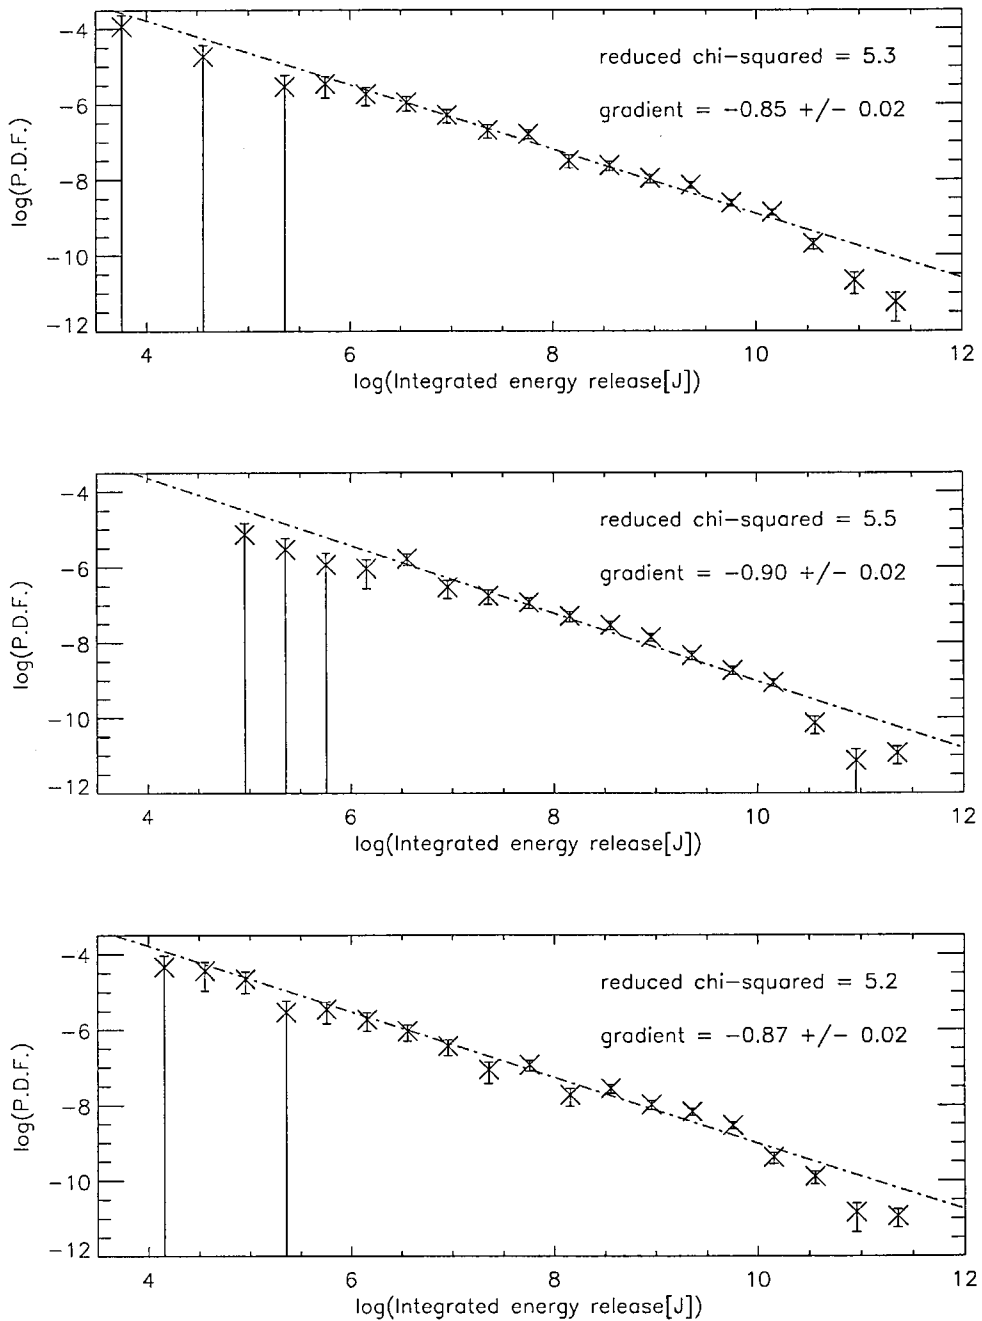 −4
−6
−8
−10
−12
log(P.D.F.)
reduced chi−squared = 5.3
gradient = −0.85 +/− 0.02
4 6 8 10 12
log(Integrated energy release[J])
−4
−6
−8
−10
−12
log(P.D.F.)
reduced chi−squared = 5.5
gradient = −0.90 +/− 0.02
4 6 8 10 12
log(Integrated energy release[J])
−4
−6
−8
−10
−12
log(P.D.F.)
reduced chi−squared = 5.2
gradient = −0.87 +/− 0.02
4 6 8 10 12
log(Integrated energy release[J])